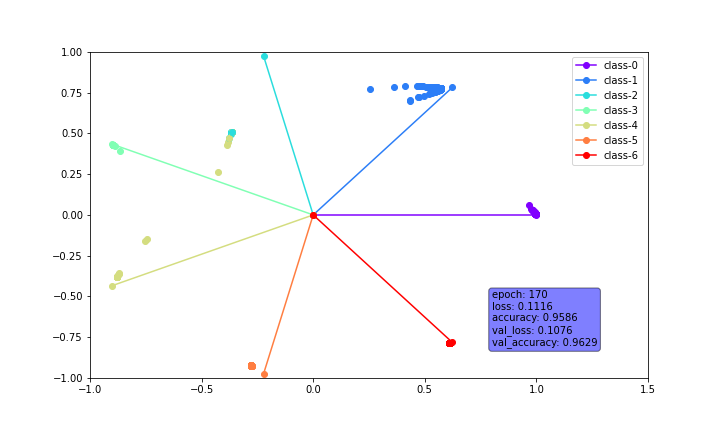 1.00
0.75
0.50
0.25
0.00
−0.25
−0.50
−0.75
−1.00
−1.0
−0.5
0.0
0.5
1.0
1.5
class-0
class-1
class-2
class-3
class-4
class-5
class-6
epoch: 170
loss: 0.1116
accuracy: 0.9586
val_loss: 0.1076
val_accuracy: 0.9629